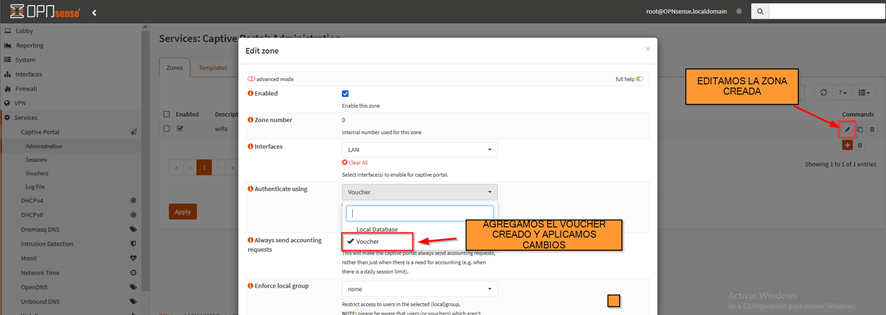 OPNsense
root@OPNsense.localdomain
Lobby
Reporting
System
Interfaces
Firewall
VPN
Services
Captive Portal
Administration
Sessions
Vouchers
Log File
DHCPv4
DHCPv6
Dnsmasq DNS
Intrusion Detection
Monit
Network Time
OpenDNS
Unbound DNS
Services: Captive Portal: Administration
Zones
Templates
Enabled
wifiz
«
‹
1
›
»
Apply
7
Commands
Showing 1 to 1 of 1 entries
Edit zone
×
advanced mode
full help
Enabled
Enable this zone
Zone number
0
Internal number used for this zone
Interfaces
LAN
Clear All
Select interface(s) to enable for captive portal.
Authenticate using
Voucher
Local Database
Voucher
Always send accounting
requests
This will make the captive portal always send accounting requests,
rather than just when there is a need for accounting (e.g. when
there is a daily session limit).
Enforce local group
none
Restrict access to users in the selected (local)group.
NOTE: please be aware that users (or vouchers) which aren't
EDITAMOS LA ZONA
CREADA
AGREGAMOS EL VOUCHER
CREADO Y APLICAMOS
CAMBIOS
Activar Windows
Ve a Configuración para activar Windows.